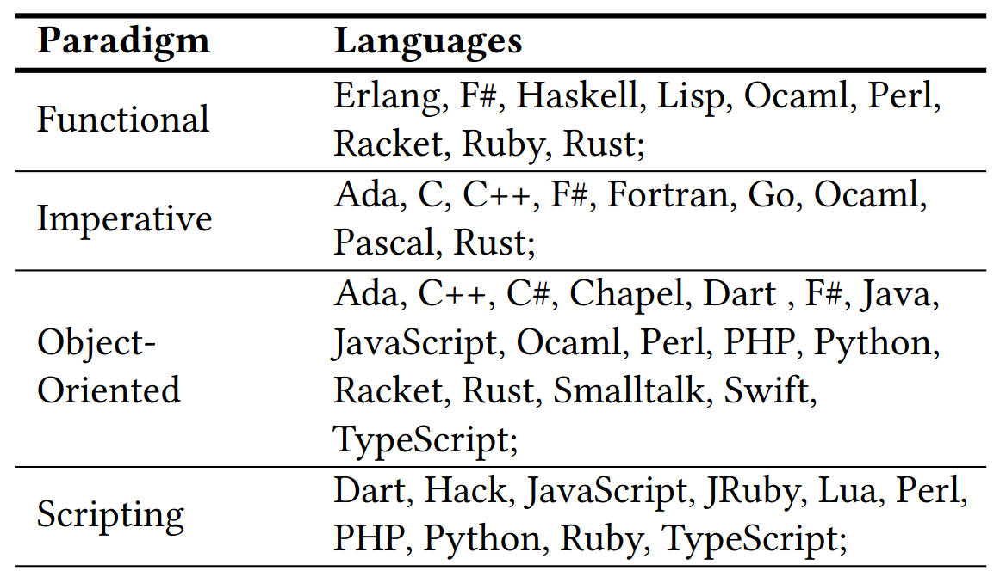 Paradigm Languages
Functional
Erlang, F#, Haskell, Lisp, Ocaml, Perl,
Racket, Ruby, Rust;
Imperative
Ada, C, C++, F#, Fortran, Go, Ocaml,
Pascal, Rust;
Object-
Oriented
Ada, C++, C#, Chapel, Dart , F#, Java,
JavaScript, Ocaml, Perl, PHP, Python,
Racket, Rust, Smalltalk, Swift,
TypeScript;
Scripting
Dart, Hack, JavaScript, JRuby, Lua, Perl,
PHP, Python, Ruby, TypeScript;